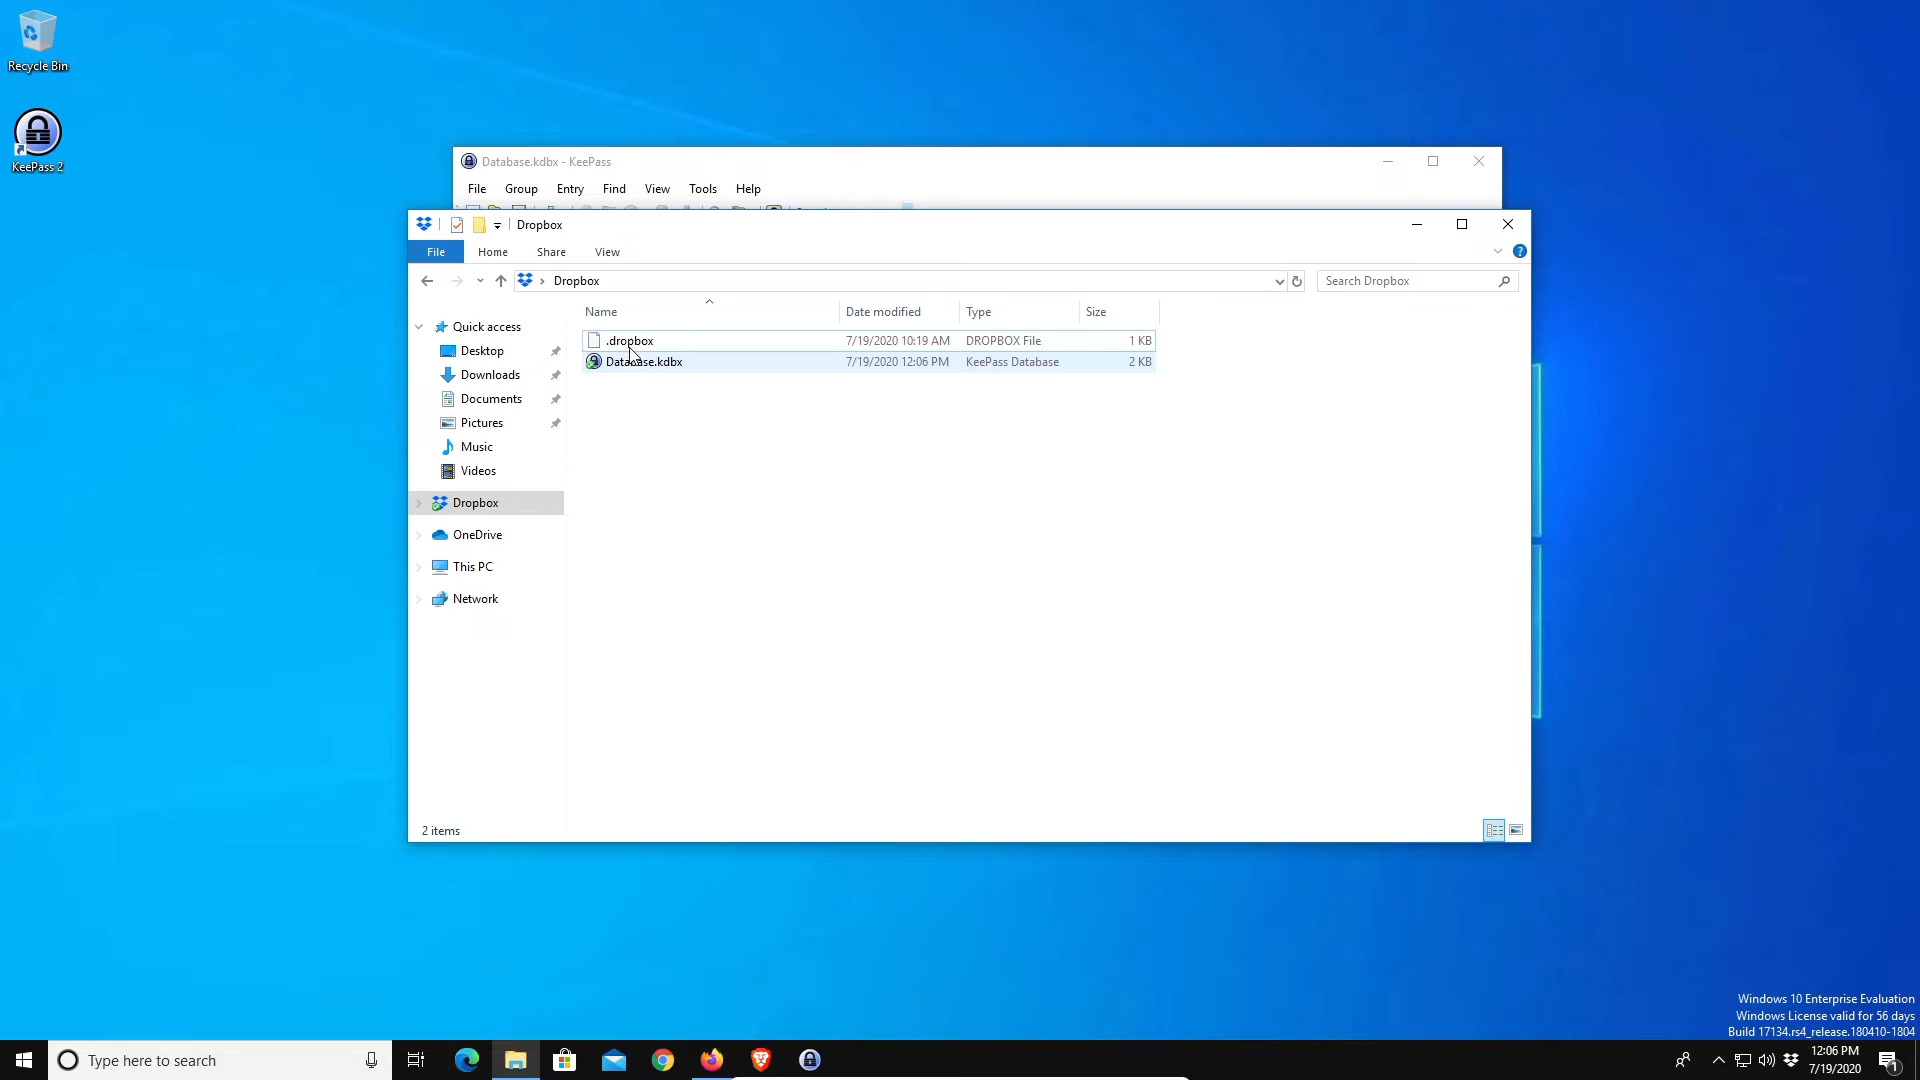 Recycle Bin
KeePass 2
Database.kdbx - KeePass
File Group Entry Find View Tools Help
Dropbox
File Home Share View
Dropbox
Search Dropbox
Name Date modified Type Size
Quick access
Desktop
Downloads
Documents
Pictures
Music
Videos
Dropbox
OneDrive
This PC
Network
.dropbox 7/19/2020 10:19 AM DROPBOX File 1 KB
Database.kdbx 7/19/2020 12:06 PM KeePass Database 2 KB
2 items
Windows 10 Enterprise Evaluation
Windows License valid for 56 days
Build 17134.rs4_release.180410-1804
Type here to search
12:06 PM
7/19/2020
1